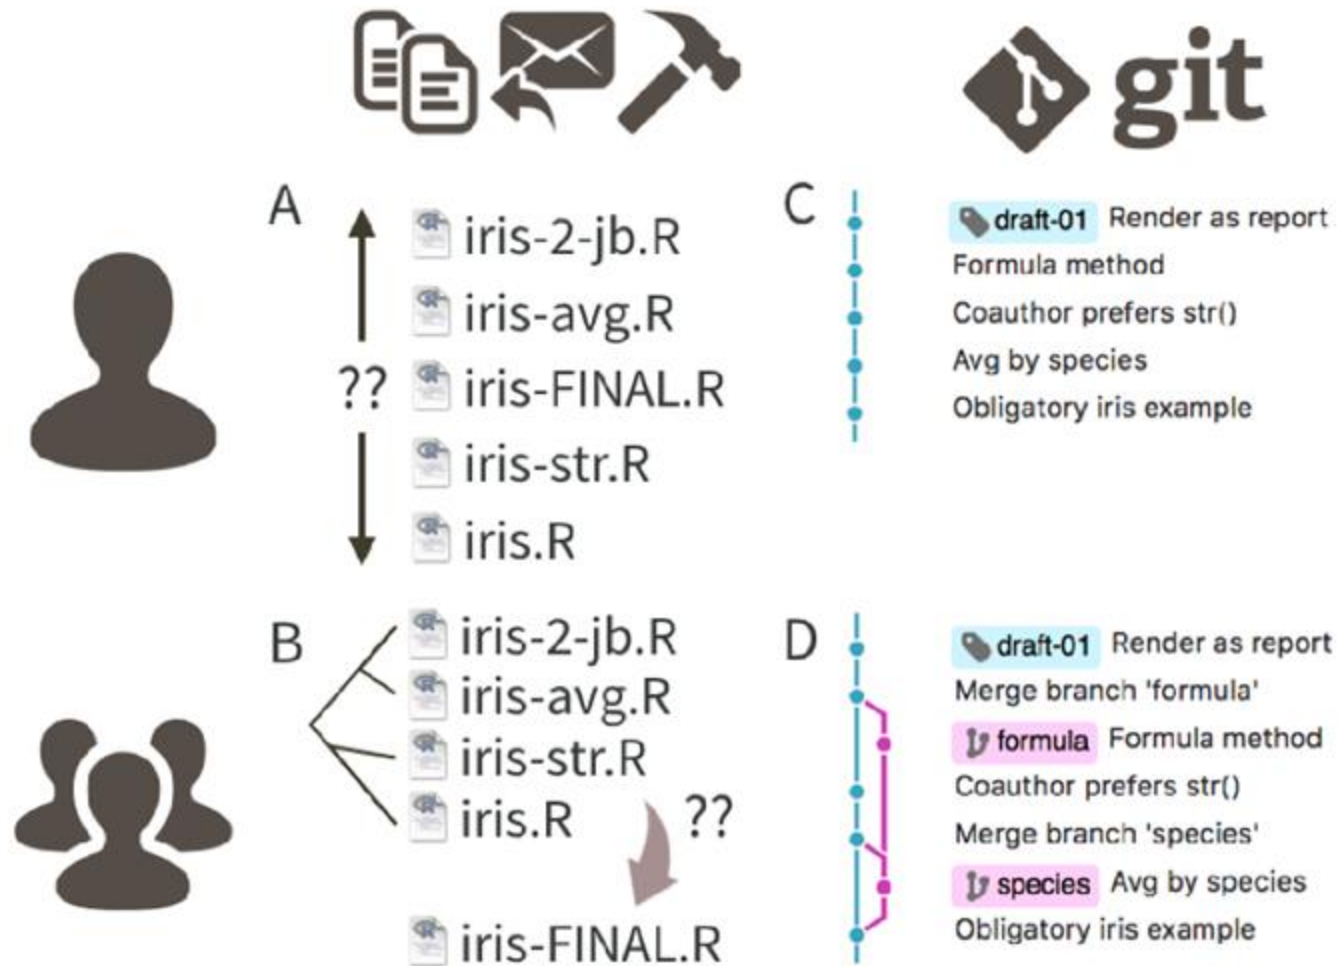 git
A
iris-2-jb.R
iris-avg.R
??
iris-FINAL.R
iris-str.R
iris.R
C
draft-01 Render as report
Formula method
Coauthor prefers str()
Avg by species
Obligatory iris example
B
iris-2-jb.R
iris-avg.R
iris-str.R
iris.R
??
iris-FINAL.R
D
draft-01 Render as report
Merge branch 'formula'
formula Formula method
Coauthor prefers str()
Merge branch 'species'
species Avg by species
Obligatory iris example